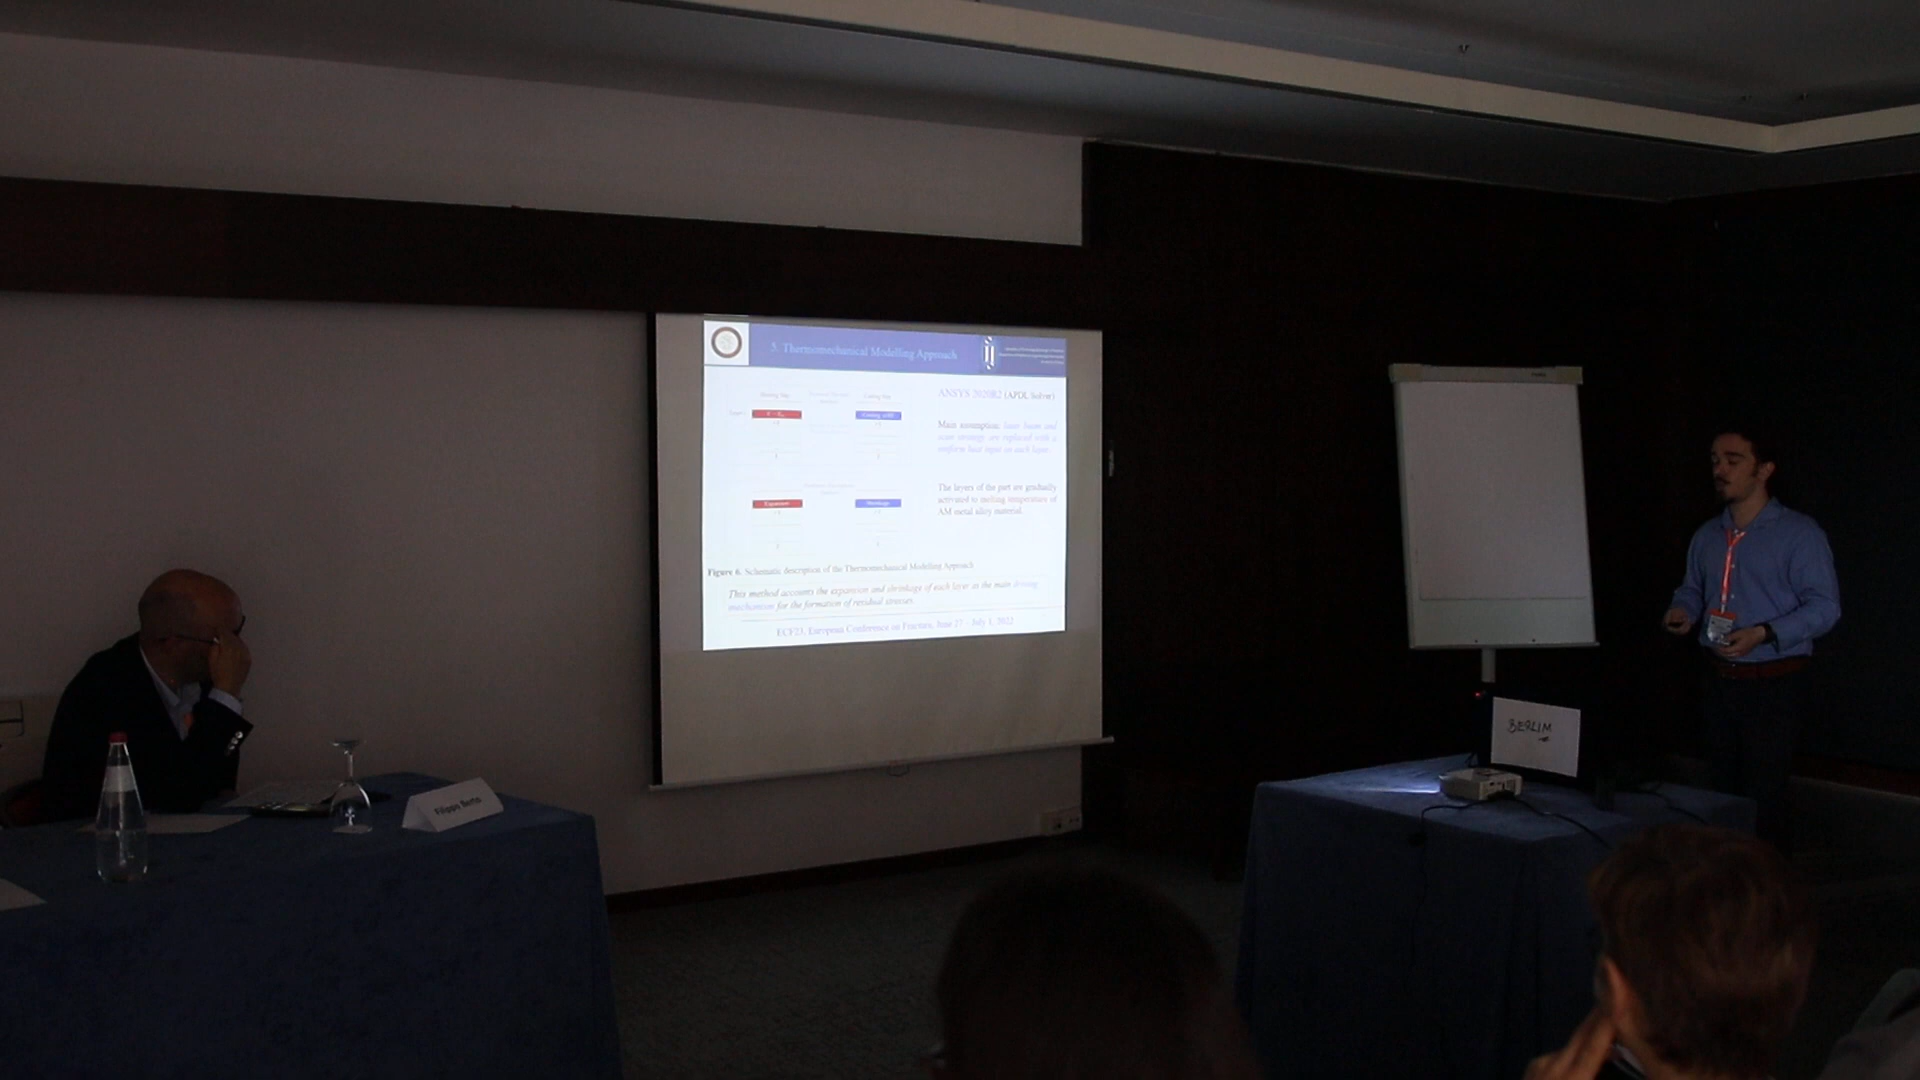 3. Thermomechanical Modelling Approach
ANSYS 2020R2 (APDL Solver)
Main assumption: laser beam and
scan strategy are replaced with a
uniform heat input on each layer.
The layers of the part are gradually
activated to melting temperature of
AM metal alloy material.
Expansion
Shrinkage
Figure 6. Schematic description of the Thermomechanical Modelling Approach
This method accounts the expansion and shrinkage of each layer as the main driving
mechanism for the formation of residual stresses.
ECF23, European Conference on Fracture, June 27 - July 1, 2022
BERLIM
Filippo Berto